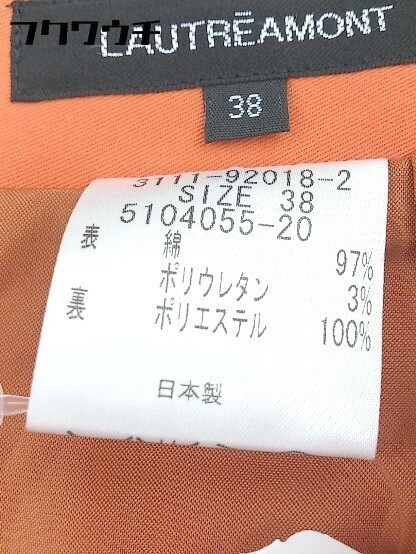 フクワウチ
LAUTRËAMONT
38
3111-92018-2
SIZE 38
5104055-20
表 綿 97%
ポリウレタン 3%
裏 ポリエステル 100%
日本製